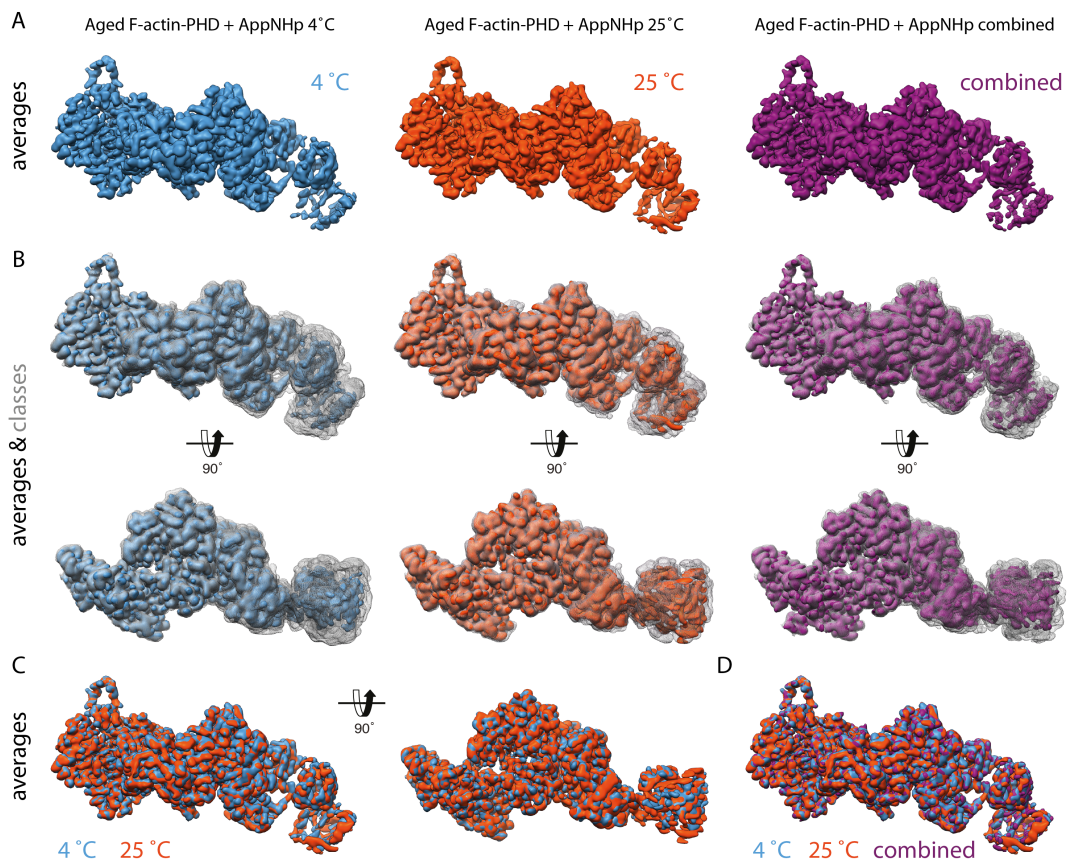 A
Aged F-actin-PHD + AppNHp 4˚C
Aged F-actin-PHD + AppNHp 25˚C
Aged F-actin-PHD + AppNHp combined
averages
4˚C
25˚C
combined
B
averages & classes
90˚
90˚
90˚
C
averages
90˚
4˚C 25˚C
D
4˚C 25˚C combined